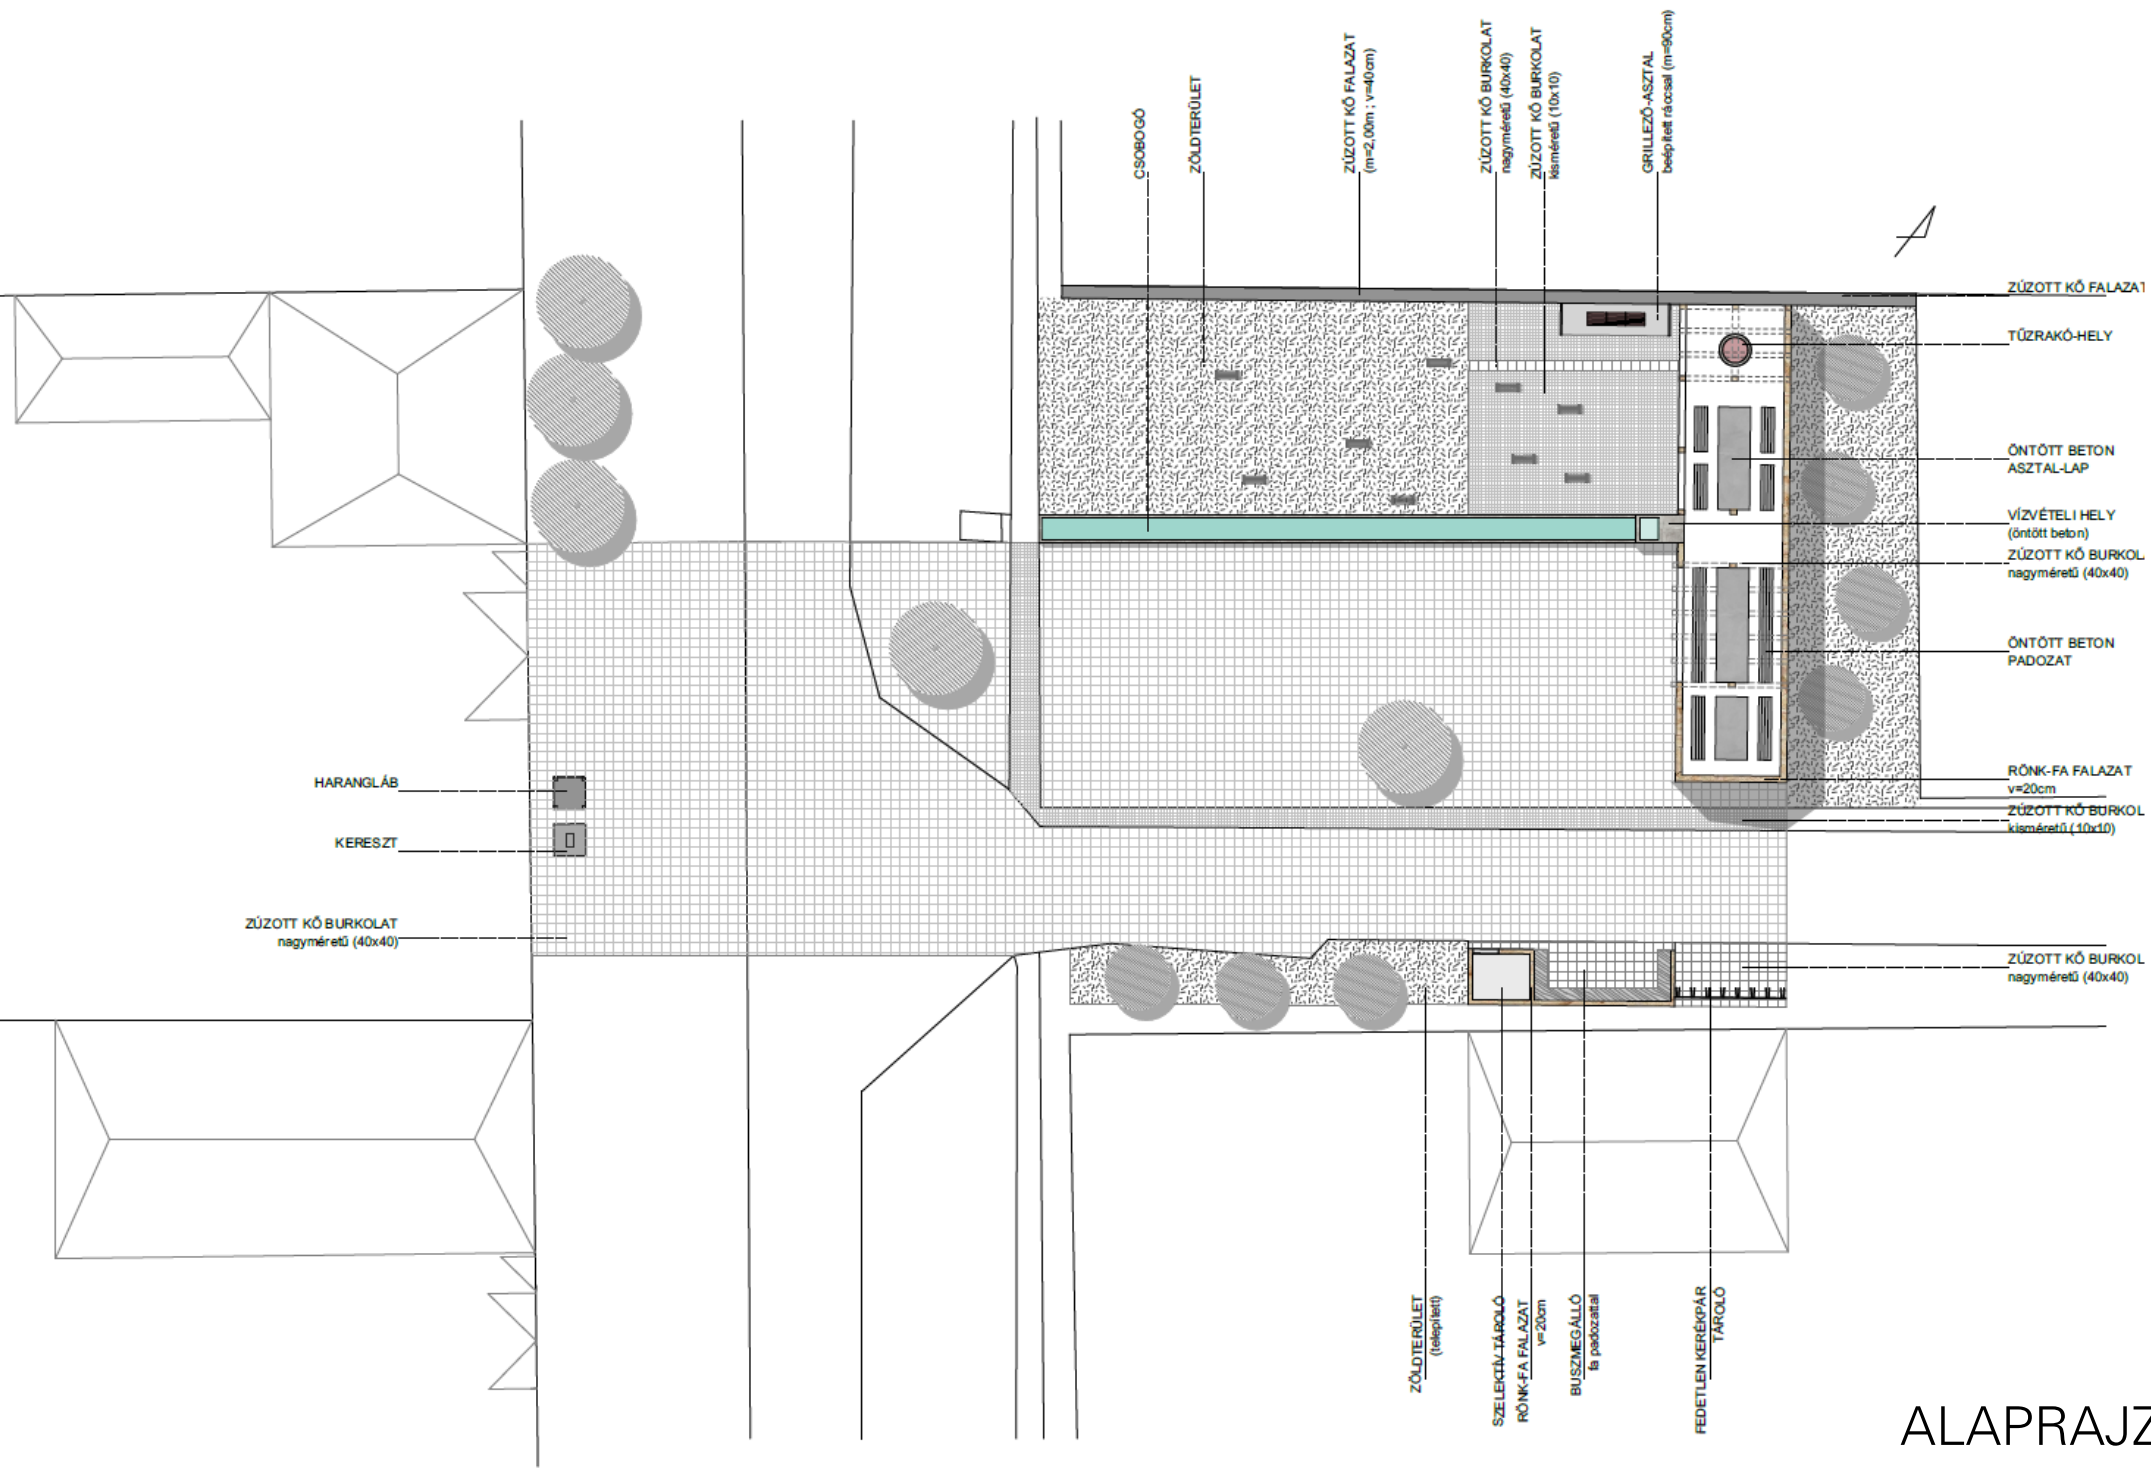 CSOBOGÓ
ZÖLDTERÜLET
ZÚZOTT KŐ FALAZAT
(m=2,00m ; v=40cm)
ZÚZOTT KŐ BURKOLAT
nagyméretű (40x40)
ZÚZOTT KŐ BURKOLAT
kisméretű (10x10)
GRILLEZŐ-ASZTAL
beépített ráccsal (m=90cm)
ZÚZOTT KŐ FALAZAT
TŰZRAKÓ-HELY
ÖNTÖTT BETON
ASZTAL-LAP
VÍZVÉTELI HELY
(öntött beton)
ZÚZOTT KŐ BURKOL
nagyméretű (40x40)
ÖNTÖTT BETON
PADOZAT
RÖNK-FA FALAZAT
v=20cm
ZÚZOTT KŐ BURKOL
kisméretű (10x10)
ZÚZOTT KŐ BURKOL
nagyméretű (40x40)
HARANGLÁB
KERESZT
ZÚZOTT KŐ BURKOLAT
nagyméretű (40x40)
ZÖLDTERÜLET
(telepített)
SZELEKTÍV TÁROLÓ
RÖNK-FA FALAZAT
v=20cm
BUSZMEGÁLLÓ
fa padozattal
FEDETLEN KERÉKPÁR
TÁROLÓ
ALAPRAJZ